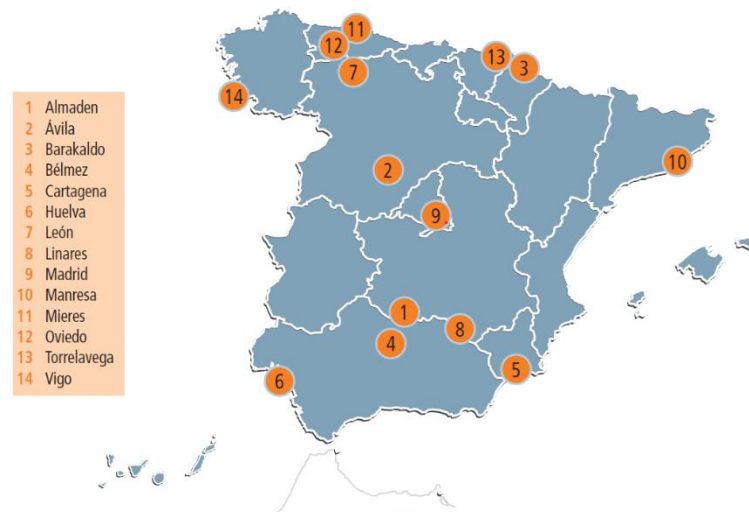 1 Almaden
2 Ávila
3 Barakaldo
4 Bélmez
5 Cartagena
6 Huelva
7 León
8 Linares
9 Madrid
10 Manresa
11 Mieres
12 Oviedo
13 Torrelavega
14 Vigo
11
12
13
3
7
14
10
2
9
1
8
4
5
6